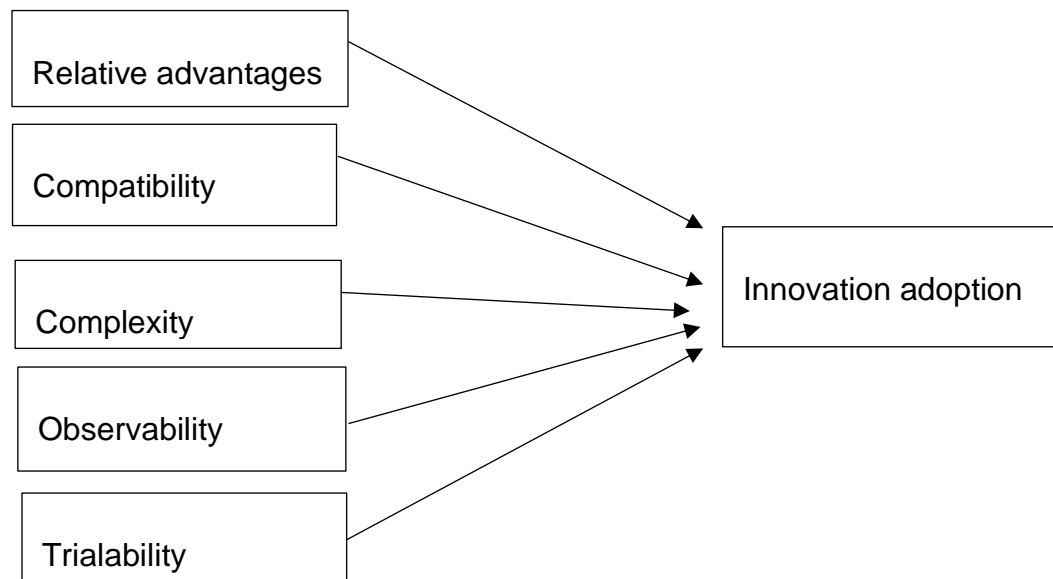 Relative advantages
Compatibility
Innovation adoption
Complexity
Observability
Trialability